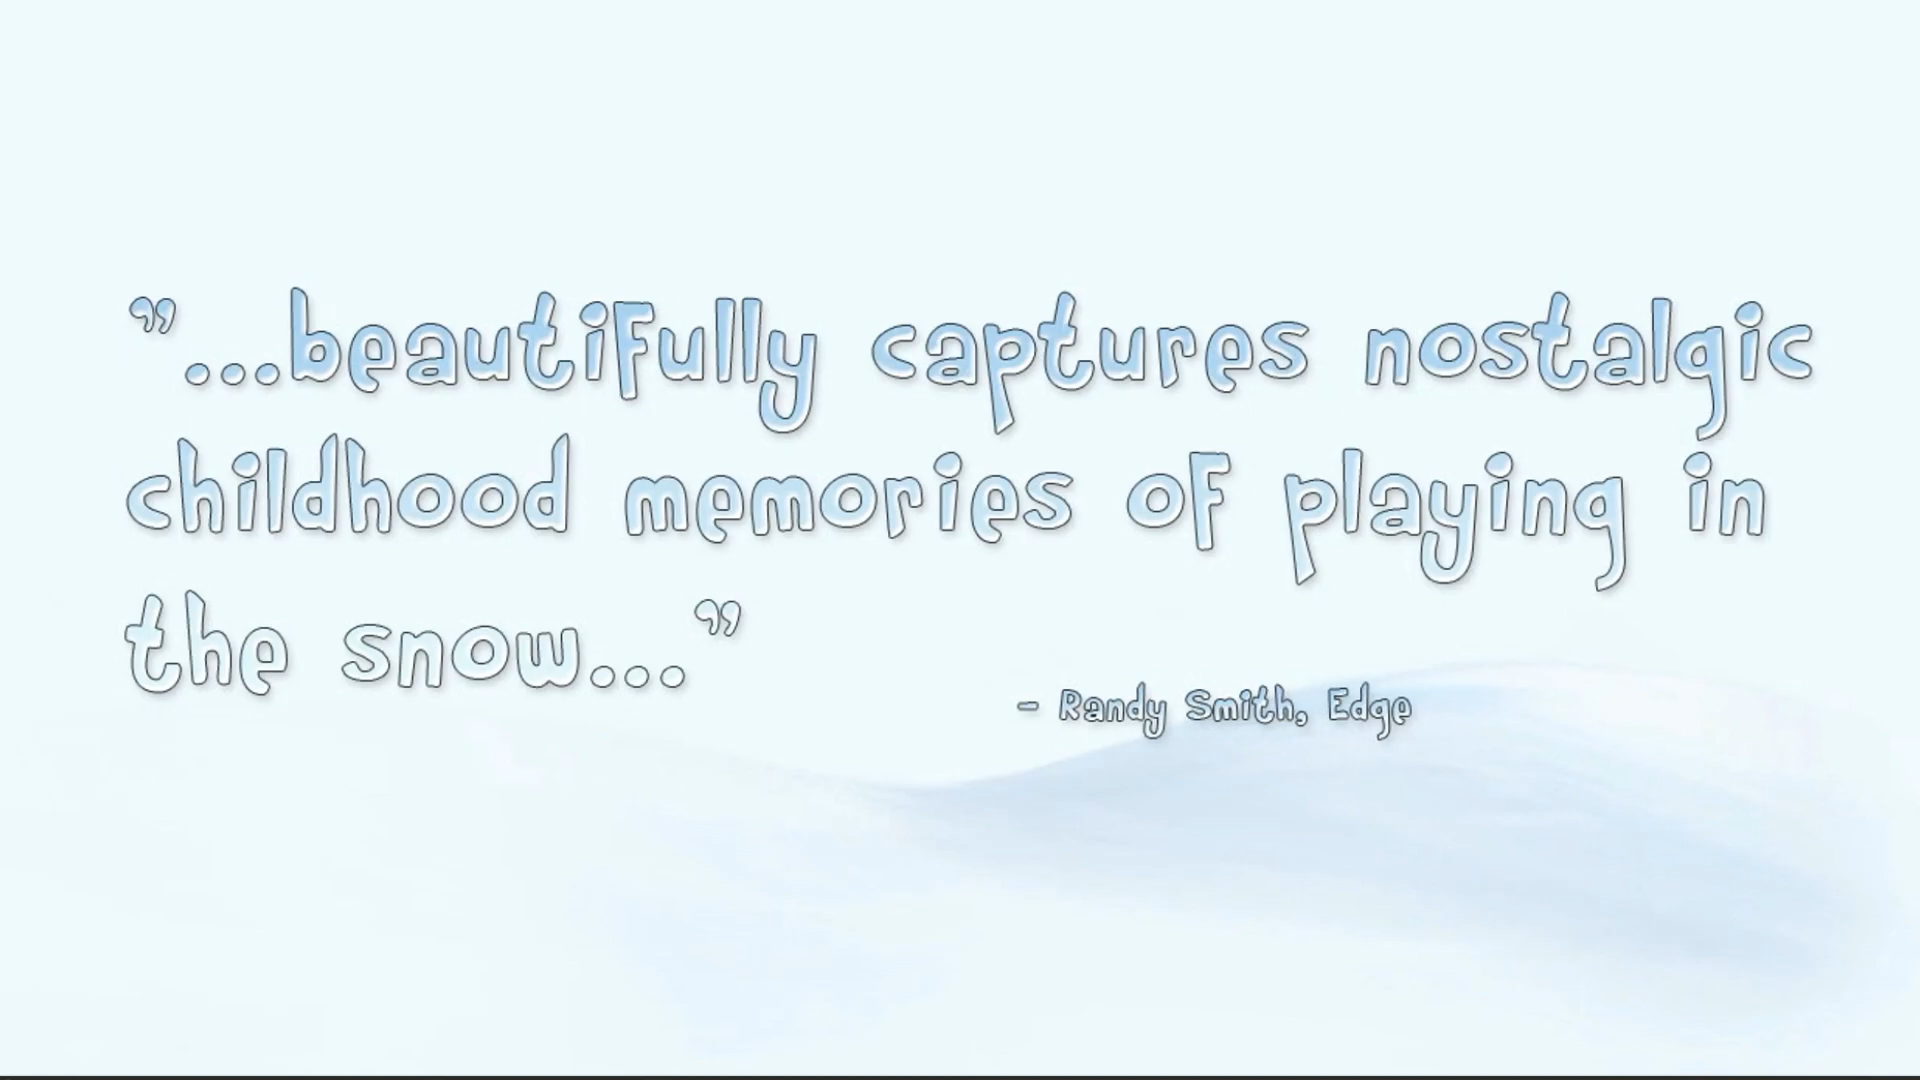 ”...beautifully captures nostalgic
childhood memories of playing in
the snow...”
- Randy Smith, Edge